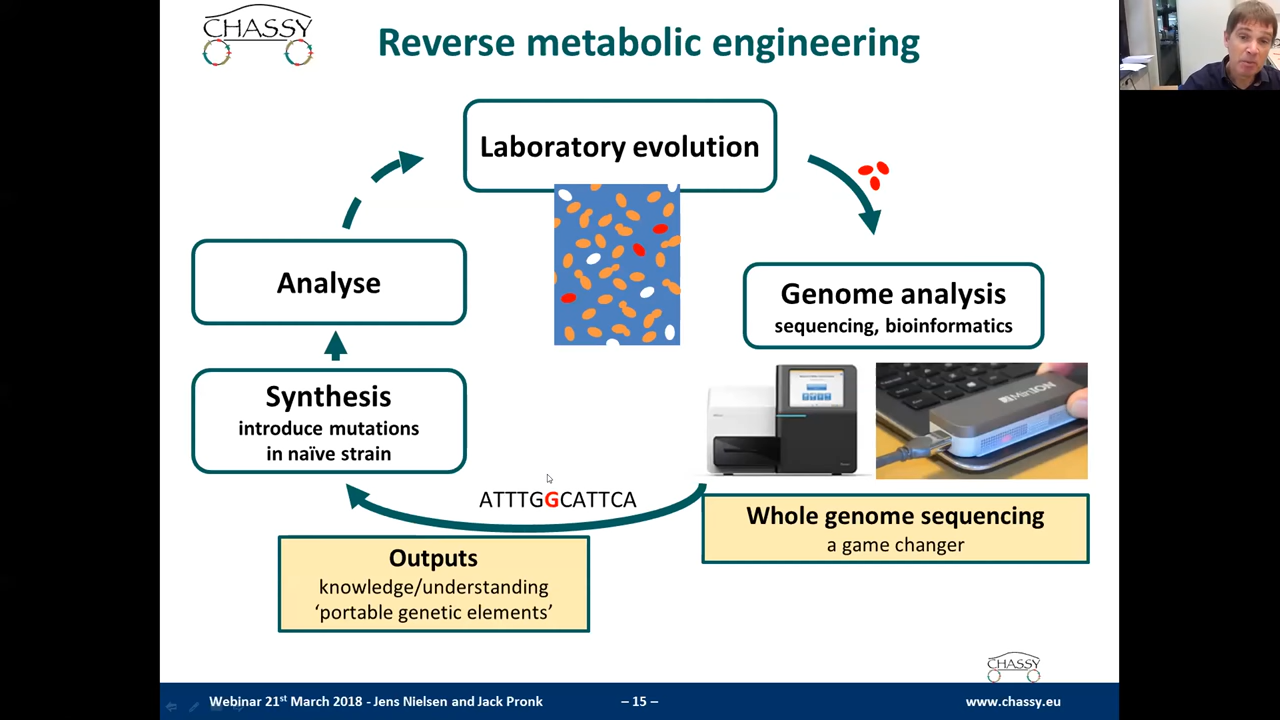 CHASSY
Reverse metabolic engineering
Laboratory evolution
Analyse
Genome analysis
sequencing, bioinformatics
Synthesis
introduce mutations
in naïve strain
MinION
ATTTGGCATTCA
Whole genome sequencing
a game changer
Outputs
knowledge/understanding
‘portable genetic elements’
CHASSY
Webinar 21st March 2018 - Jens Nielsen and Jack Pronk
– 15 –
www.chassy.eu